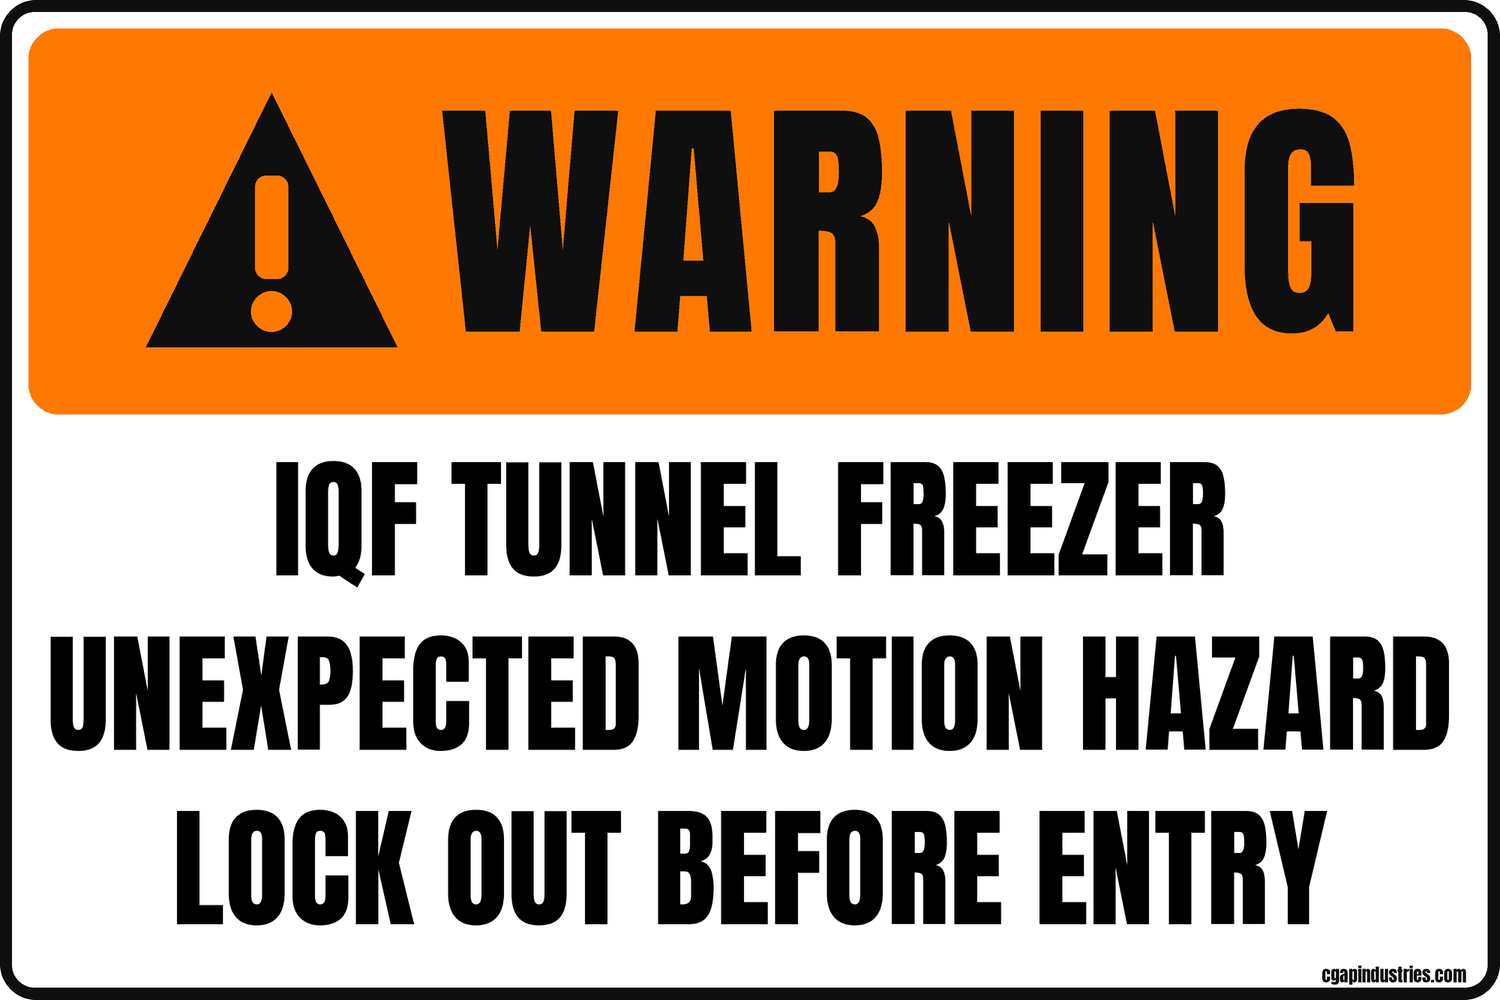 WARNING
IQF TUNNEL FREEZER
UNEXPECTED MOTION HAZARD
LOCK OUT BEFORE ENTRY
cgapindustries.com